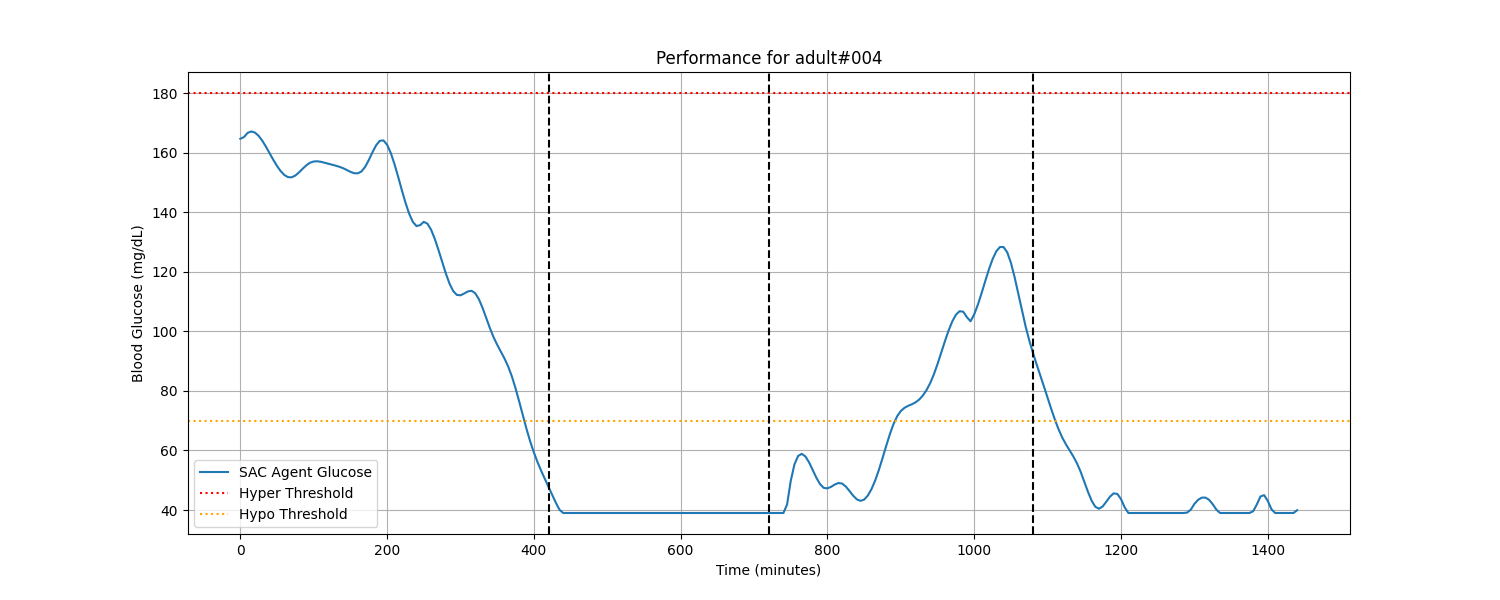 Performance for adult#004
180
160
140
120
100
80
60
40
Blood Glucose (mg/dL)
SAC Agent Glucose
Hyper Threshold
Hypo Threshold
0 200 400 600 800 1000 1200 1400
Time (minutes)